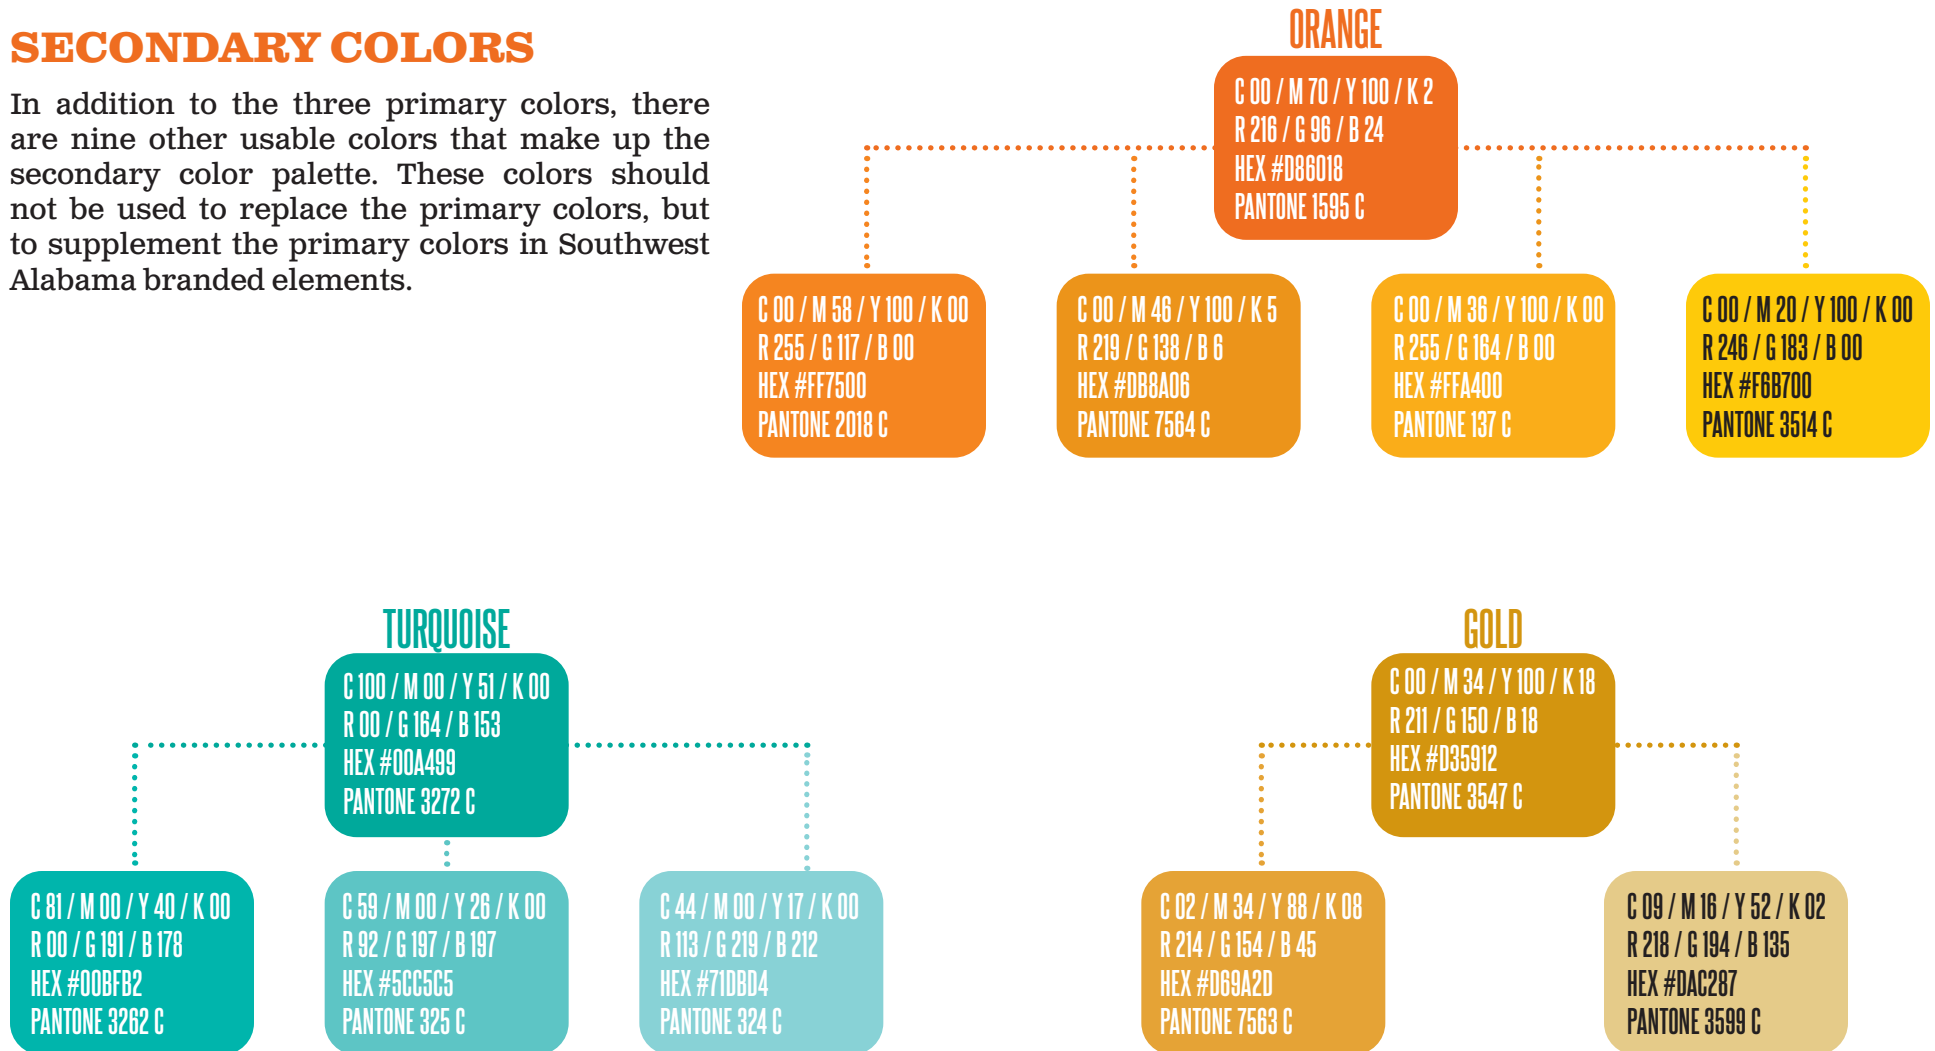 SECONDARY COLORS
In addition to the three primary colors, there
are nine other usable colors that make up the
secondary color palette. These colors should
not be used to replace the primary colors, but
to supplement the primary colors in Southwest
Alabama branded elements.
ORANGE
C 00 / M 70 / Y 100 / K 2
R 216 / G 96 / B 24
HEX #D86018
PANTONE 1595 C
C 00 / M 58 / Y 100 / K 00
R 255 / G 117 / B 00
HEX #FF7500
PANTONE 2018 C
C 00 / M 46 / Y 100 / K 5
R 219 / G 138 / B 6
HEX #DB8A06
PANTONE 7564 C
C 00 / M 36 / Y 100 / K 00
R 255 / G 164 / B 00
HEX #FFA400
PANTONE 137 C
C 00 / M 20 / Y 100 / K 00
R 246 / G 183 / B 00
HEX #F6B700
PANTONE 3514 C
TURQUOISE
C 100 / M 00 / Y 51 / K 00
R 00 / G 164 / B 153
HEX #00A499
PANTONE 3272 C
C 81 / M 00 / Y 40 / K 00
R 00 / G 191 / B 178
HEX #00BFB2
PANTONE 3262 C
C 59 / M 00 / Y 26 / K 00
R 92 / G 197 / B 197
HEX #5CC5C5
PANTONE 325 C
C 44 / M 00 / Y 17 / K 00
R 113 / G 219 / B 212
HEX #71DBD4
PANTONE 324 C
GOLD
C 00 / M 34 / Y 100 / K 18
R 211 / G 150 / B 18
HEX #D35912
PANTONE 3547 C
C 02 / M 34 / Y 88 / K 08
R 214 / G 154 / B 45
HEX #D69A2D
PANTONE 7563 C
C 09 / M 16 / Y 52 / K 02
R 218 / G 194 / B 135
HEX #DAC287
PANTONE 3599 C